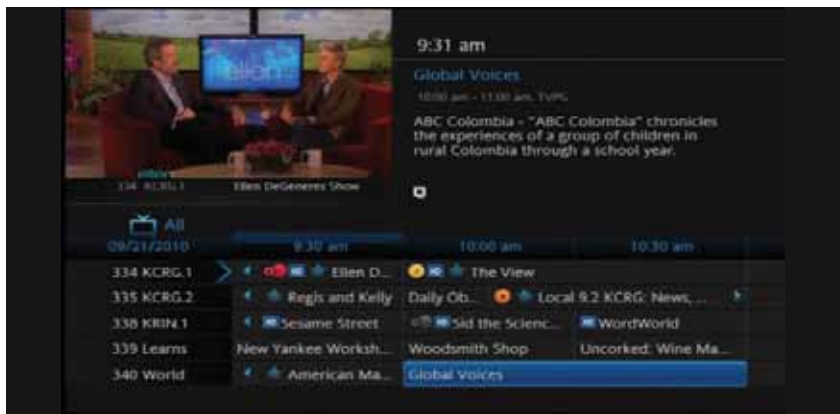 ellen
9:31 am
Global Voices
10:00 am - 11:00 am, TVPG
ABC Colombia - "ABC Colombia" chronicles
the experiences of a group of children in
rural Colombia through a school year.
334 KCRG.1 Ellen DeGeneres Show
All
09/21/2010 9:30 am 10:00 am 10:30 am
334 KCRG.1 Ellen D... The View
335 KCRG.2 Regis and Kelly Daily Ob... Local 9.2 KCRG: News, ...
338 KRIN.1 HD Sesame Street HD Sid the Scienc... HD WordWorld
339 Learns New Yankee Worksh... Woodsmith Shop Uncorked: Wine Ma...
340 World American Ma... Global Voices